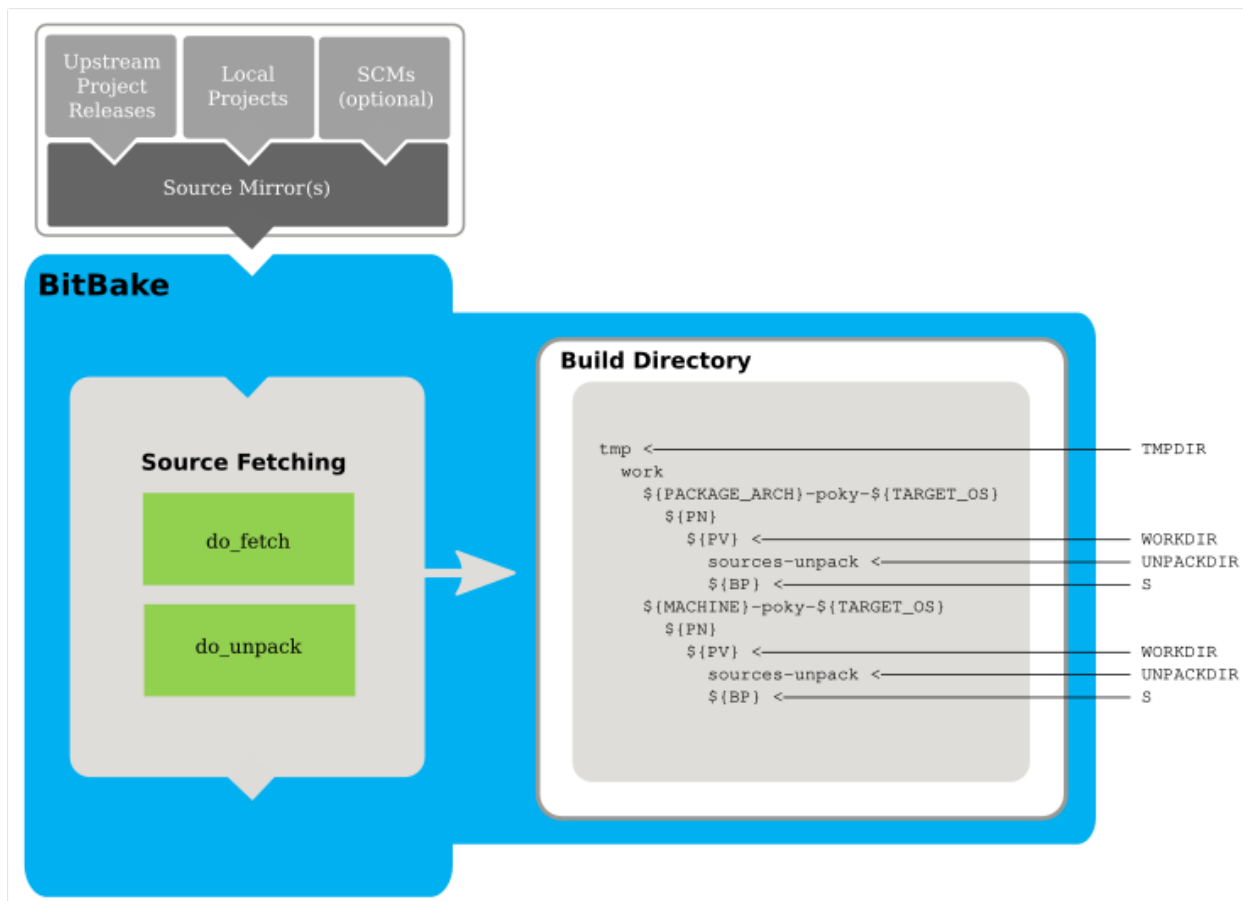 Upstream
Project
Releases
Local
Projects
SCMs
(optional)
Source Mirror(s)
BitBake
Source Fetching
do_fetch
do_unpack
Build Directory
tmp <
TMPDIR
work
${PACKAGE_ARCH}-poky-${TARGET_OS}
${PN}
${PV} <
WORKDIR
sources-unpack <
UNPACKDIR
${BP} <
S
${MACHINE}-poky-${TARGET_OS}
${PN}
${PV} <
WORKDIR
sources-unpack <
UNPACKDIR
${BP} <
S